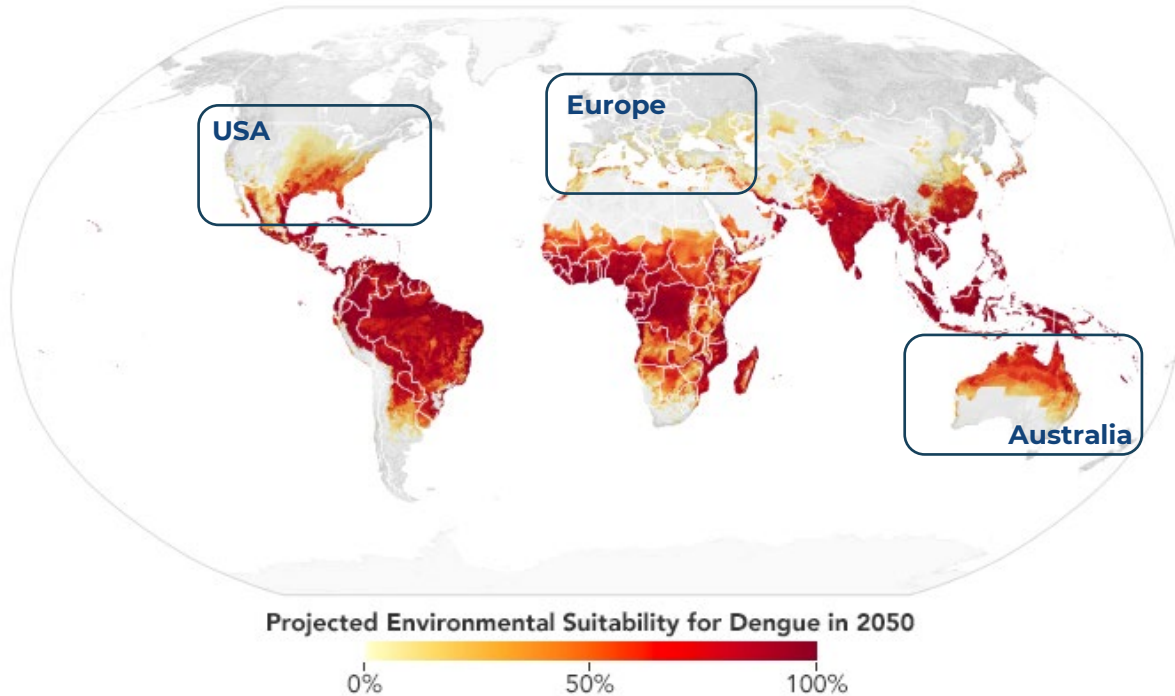 USA
Europe
Australia
Projected Environmental Suitability for Dengue in 2050
0% 50% 100%